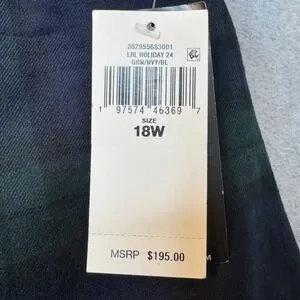 202955683001
LRL HOLIDAY 24
GRN/NVY/BL
1 97574 46369 7
SIZE
18W
MSRP $195.00
M